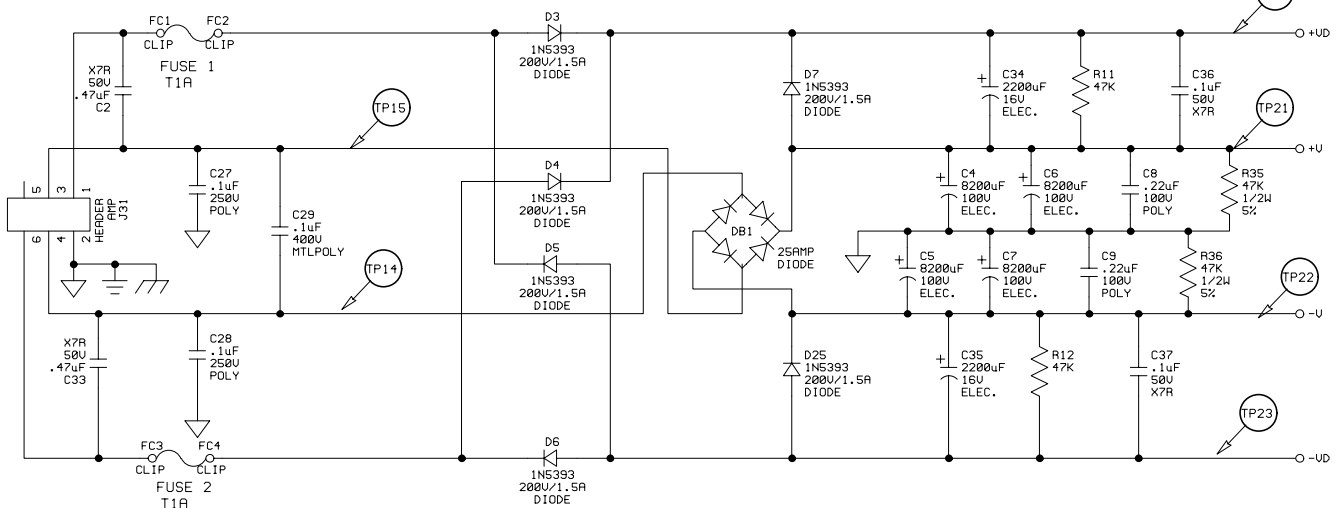 FC1
FC2
CLIP
CLIP
FUSE 1
T1A
D3
1N5393
200V/1.5A
DIODE
+VD
X7R
50V
.47uF
C2
D7
1N5393
200V/1.5A
DIODE
C34
2200uF
16V
ELEC.
R11
47K
C36
.1uF
50V
X7R
TP15
TP21
+V
5
3
1
6
4
2
HEADER
AMP
J31
C27
.1uF
250V
POLY
C29
.1uF
400V
MTLPOLY
D4
1N5393
200V/1.5A
DIODE
DB1
25AMP
DIODE
C4
8200uF
100V
ELEC.
C6
8200uF
100V
ELEC.
C8
.22uF
100V
POLY
R35
47K
1/2W
5%
D5
1N5393
200V/1.5A
DIODE
C5
8200uF
100V
ELEC.
C7
8200uF
100V
ELEC.
C9
.22uF
100V
POLY
R36
47K
1/2W
5%
TP14
TP22
-V
X7R
50V
.47uF
C33
C28
.1uF
250V
POLY
D25
1N5393
200V/1.5A
DIODE
C35
2200uF
16V
ELEC.
R12
47K
C37
.1uF
50V
X7R
TP23
FC3
FC4
CLIP
CLIP
FUSE 2
T1A
D6
1N5393
200V/1.5A
DIODE
-VD